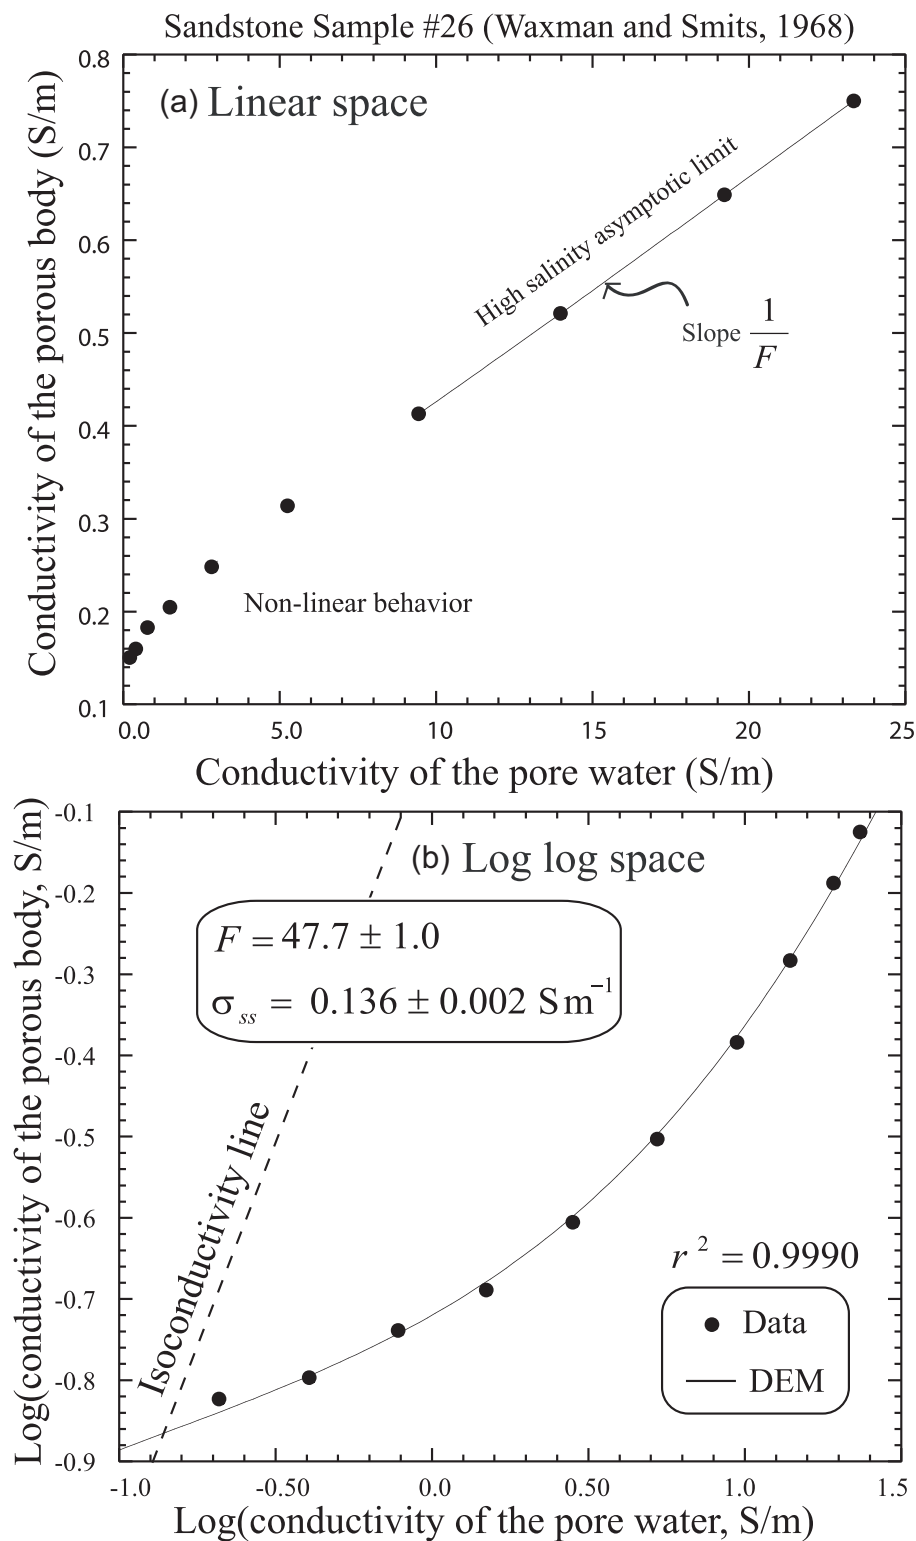 Sandstone Sample #26 (Waxman and Smits, 1968)
(a) Linear space
Conductivity of the porous body (S/m)
0.8
0.7
0.6
0.5
0.4
0.3
0.2
0.1
High salinity asymptotic limit
Slope 1/F
Non-linear behavior
0.0
5.0
10
15
20
25
Conductivity of the pore water (S/m)
(b) Log log space
Log(conductivity of the porous body, S/m)
-0.1
-0.2
-0.3
-0.4
-0.5
-0.6
-0.7
-0.8
-0.9
F = 47.7 ± 1.0
σss = 0.136 ± 0.002 S m⁻¹
Isoconductivity line
r² = 0.9990
Data
DEM
-1.0
-0.50
0.0
0.50
1.0
1.5
Log(conductivity of the pore water, S/m)